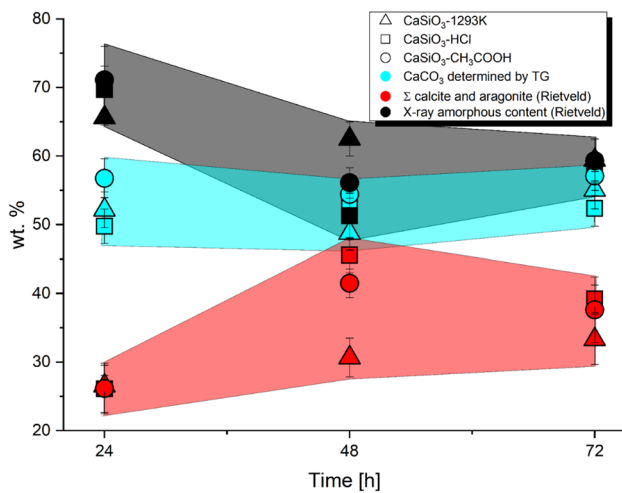 80
70
60
50
40
30
20
wt. %
CaSiO₃-1293K
CaSiO₃-HCl
CaSiO₃-CH₃COOH
CaCO₃ determined by TG
Σ calcite and aragonite (Rietveld)
X-ray amorphous content (Rietveld)
24
48
72
Time [h]